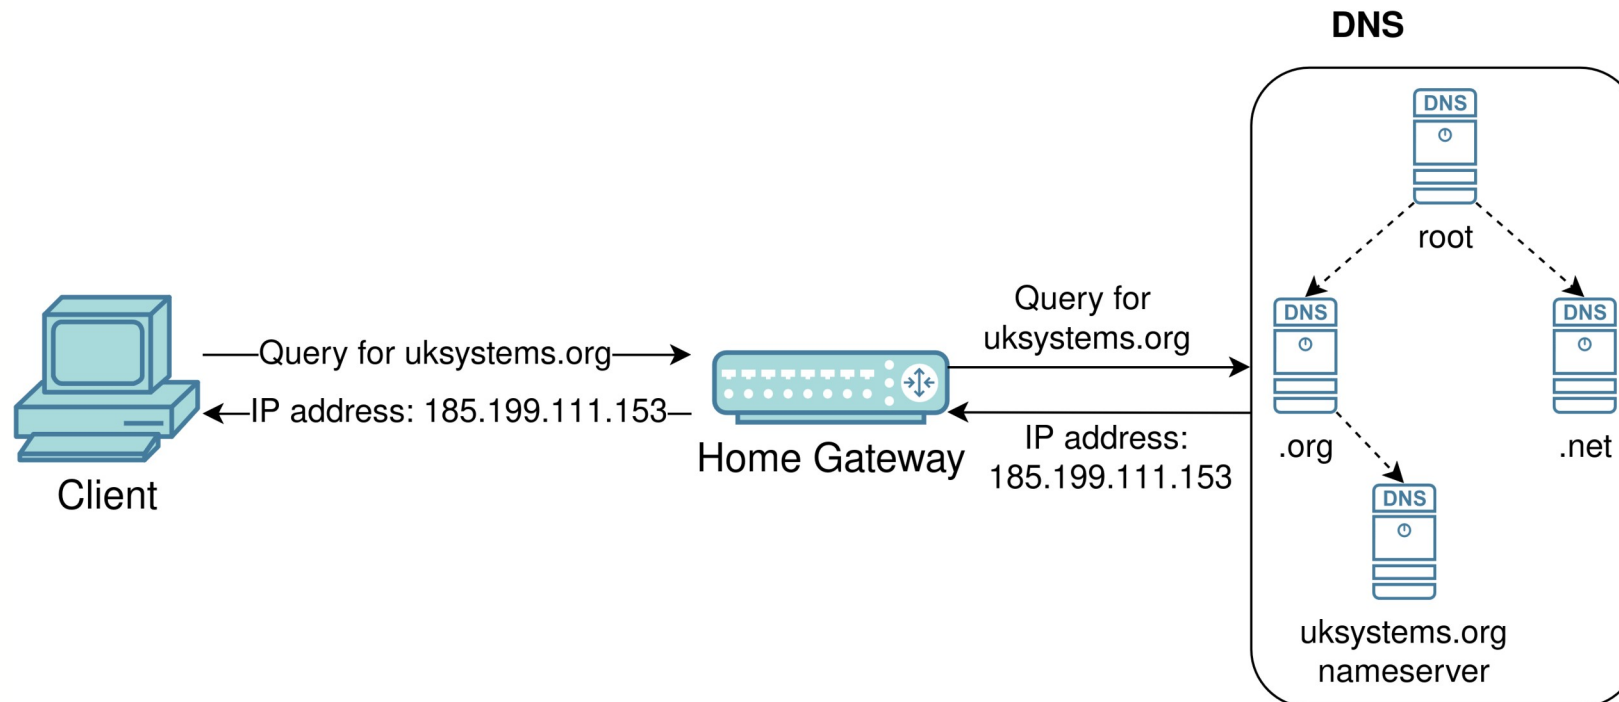 DNS
DNS
root
DNS
DNS
.org
.net
DNS
uksystems.org
nameserver
Query for uksystems.org
IP address: 185.199.111.153
Client
Home Gateway
Query for
uksystems.org
IP address:
185.199.111.153